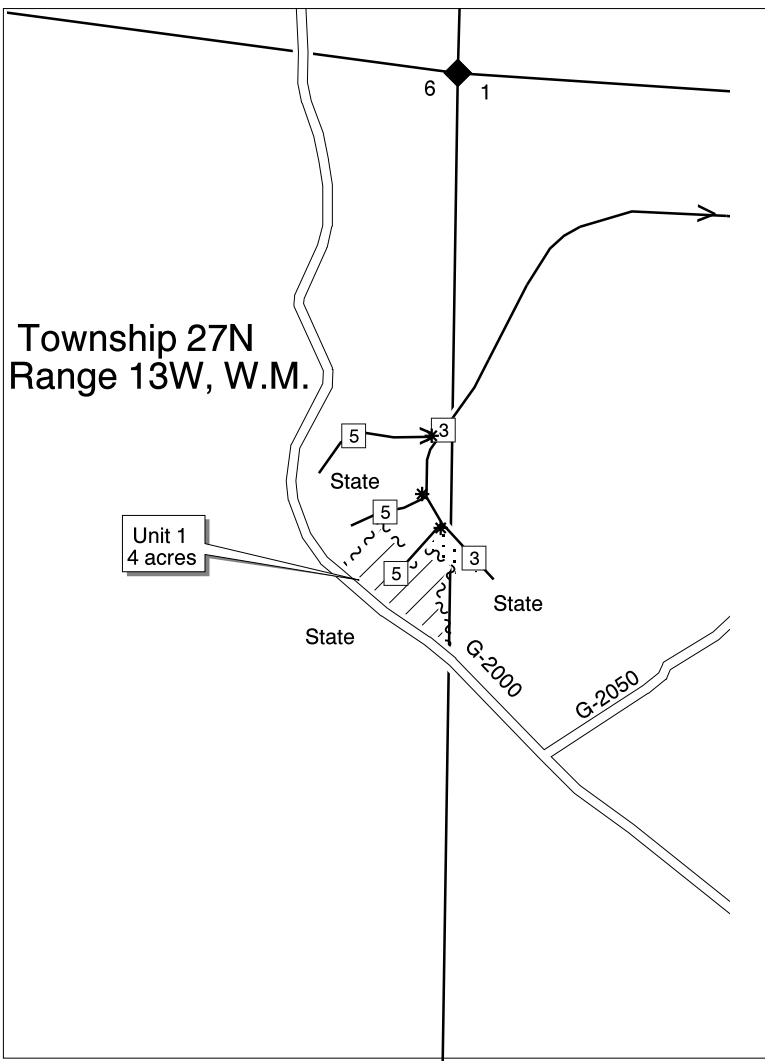 6
1
Township 27N
Range 13W, W.M.
3
5
State
5
Unit 1
4 acres
3
5
State
State
G-2000
G-2050